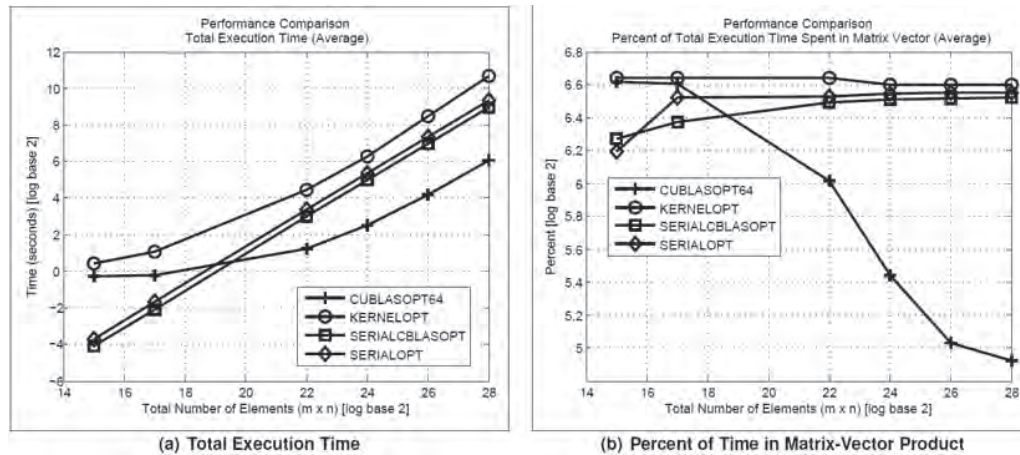 Performance Comparison
Total Execution Time (Average)
12
10
8
6
4
2
0
−2
−4
−6
Time (seconds) [log base 2]
CUBLASOPT64
KERNELOPT
SERIALCBLASOPT
SERIALOPT
14 16 18 20 22 24 26 28
Total Number of Elements (m x n) [log base 2]
(a) Total Execution Time
Performance Comparison
Percent of Total Execution Time Spent in Matrix Vector (Average)
6.8
6.6
6.4
6.2
6
5.8
5.6
5.4
5.2
5
Percent [log base 2]
CUBLASOPT64
KERNELOPT
SERIALCBLASOPT
SERIALOPT
14 16 18 20 22 24 26 28
Total Number of Elements (m x n) [log base 2]
(b) Percent of Time in Matrix-Vector Product